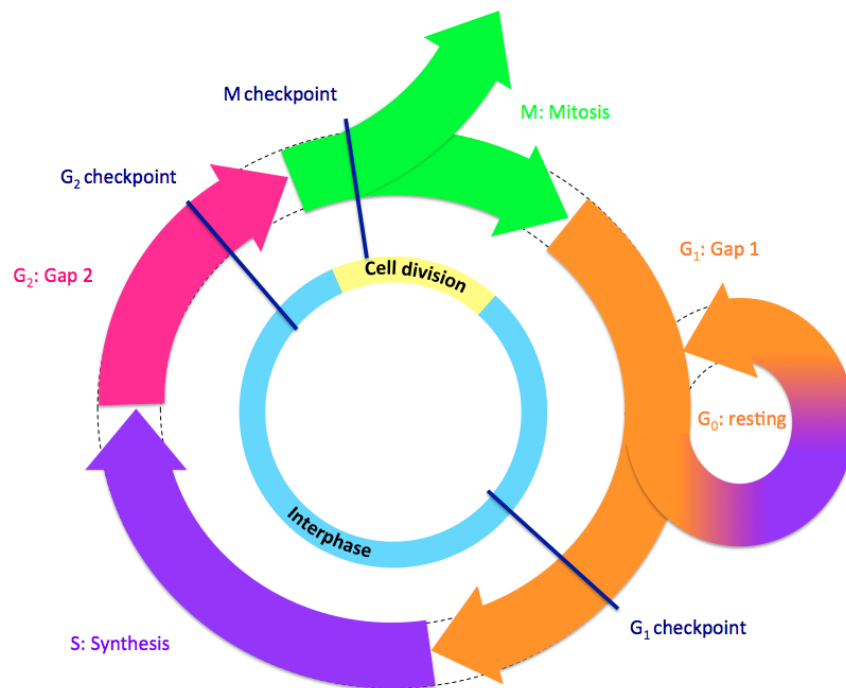 M checkpoint
M: Mitosis
G₂ checkpoint
G₁: Gap 1
G₂: Gap 2
Cell division
G₀: resting
Interphase
G₁ checkpoint
S: Synthesis